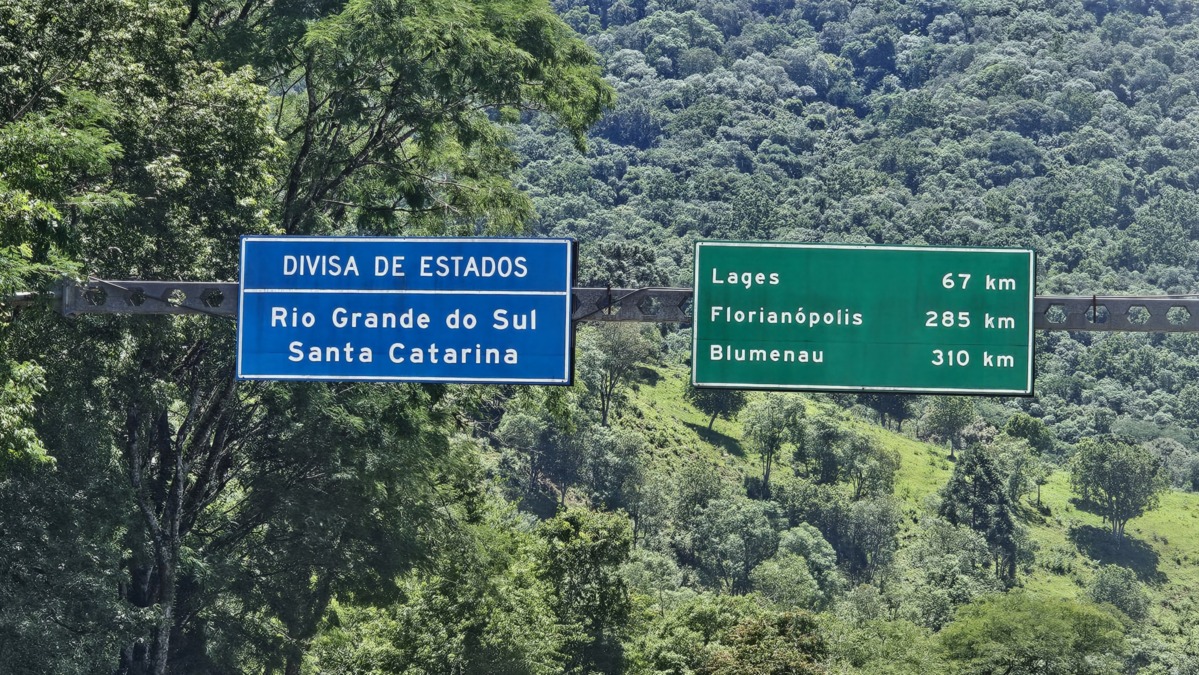 DIVISA DE ESTADOS
Rio Grande do Sul
Santa Catarina
Lages 67 km
Florianópolis 285 km
Blumenau 310 km